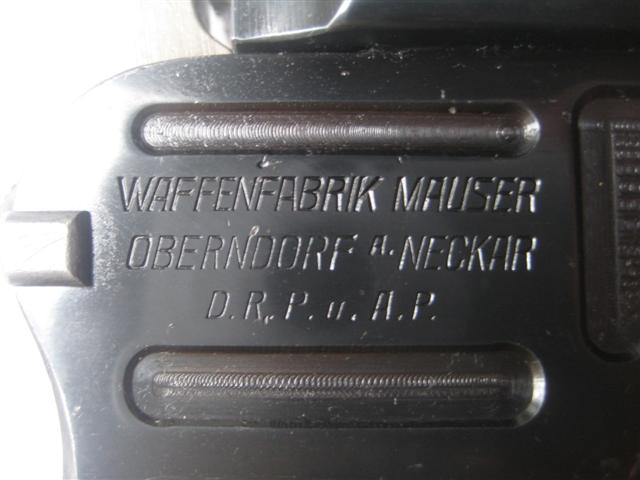 WAFFENFABRIK MAUSER
OBERNDORF A. NECKAR
D.R.P. u. A.P.